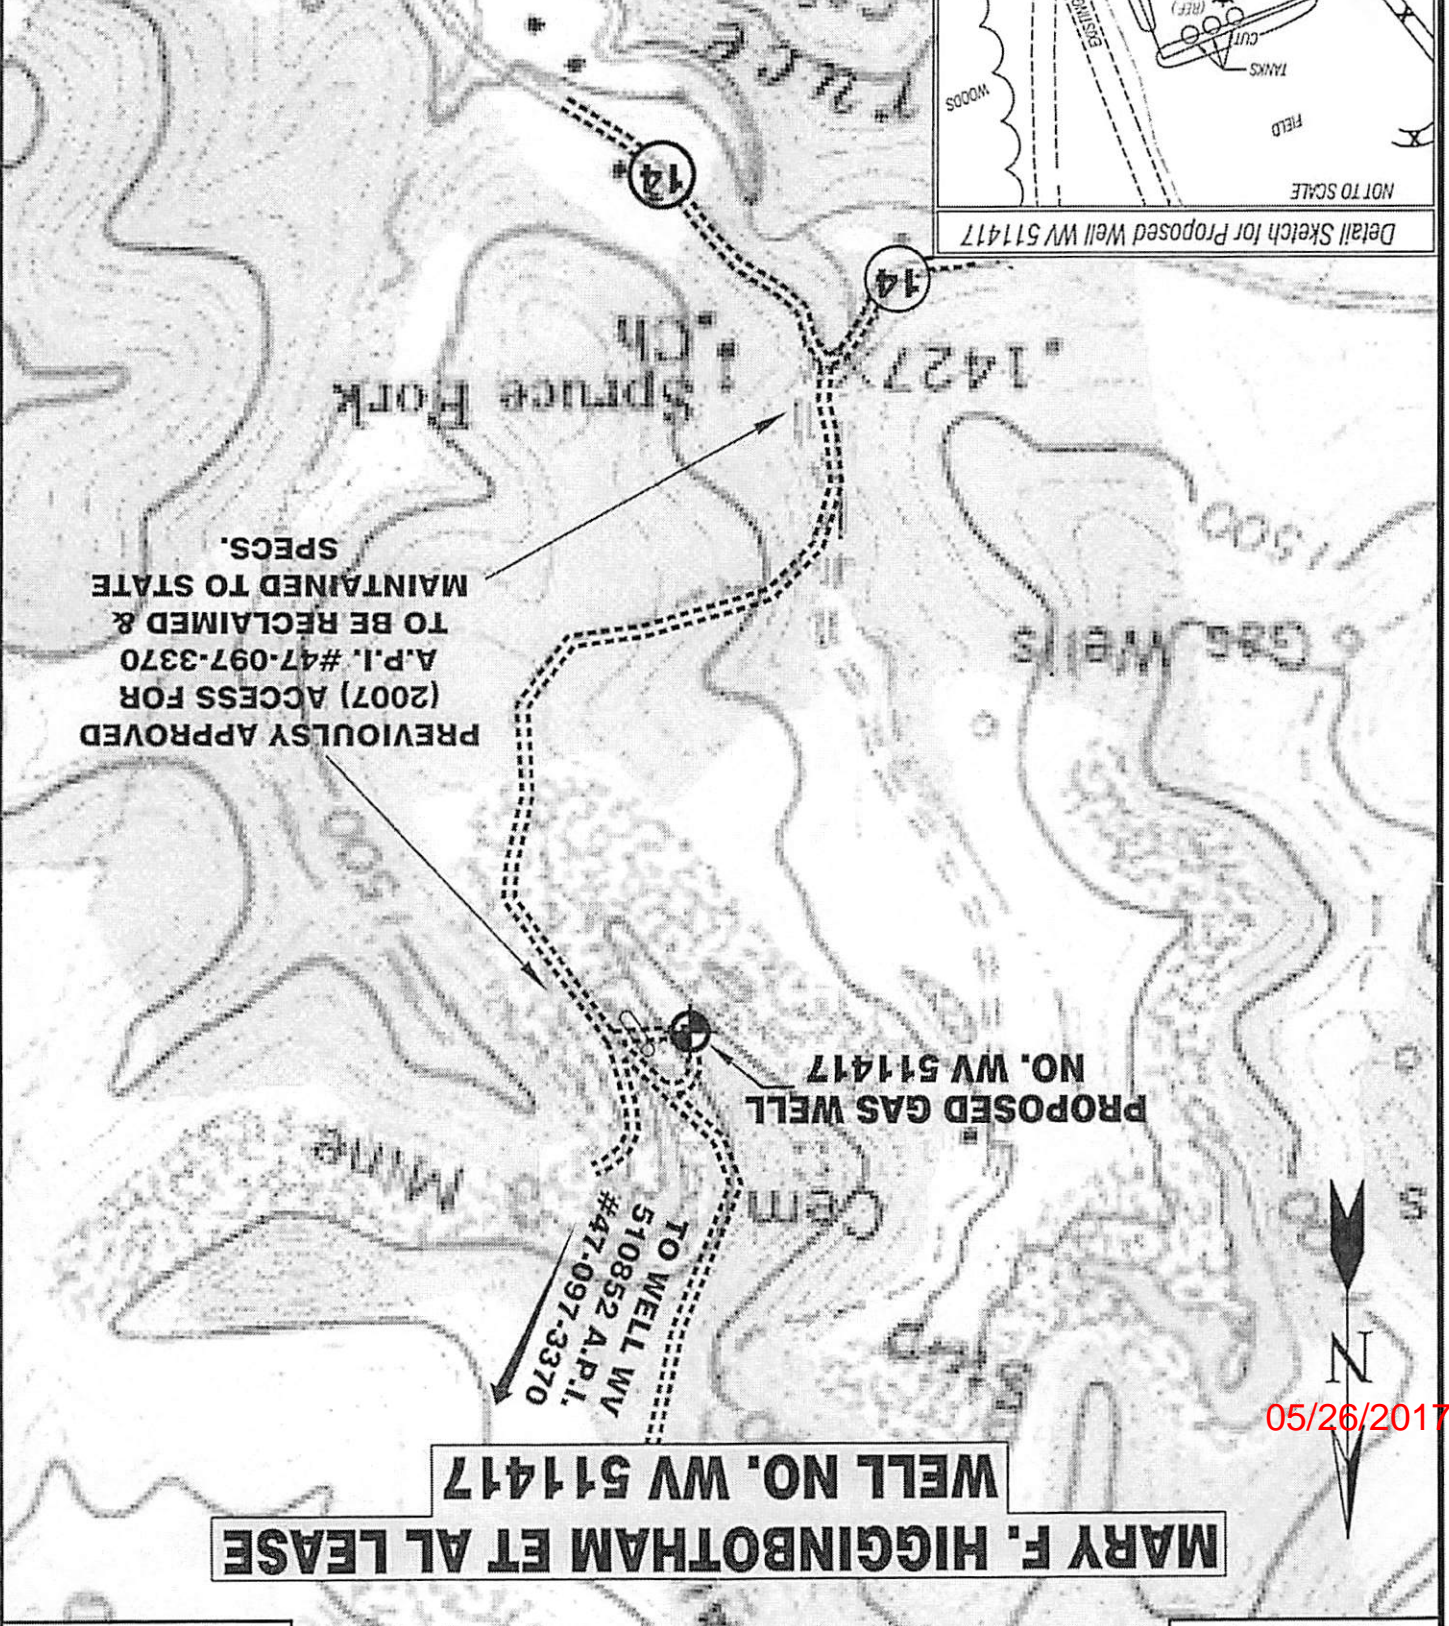 MARY F. HIGGINBOTHAM ET AL LEASE
WELL NO. WV 511417
05/26/2017
N
TO WELL WV
510852 A.P.I.
#47-097-3370
Cem
Mine
S
PROPOSED GAS WELL
NO. WV 511417
1500
PREVIOULSY APPROVED
(2007) ACCESS FOR
A.P.I. #47-097-3370
TO BE RECLAIMED &
MAINTAINED TO STATE
SPECS.
Gas Wells
1500
Spruce Fork
Ch
1427
14
14
Detail Sketch for Proposed Well WV 511417
NOT TO SCALE
FIELD
WOODS
TANKS
CUT
(REF.)
EXISTING